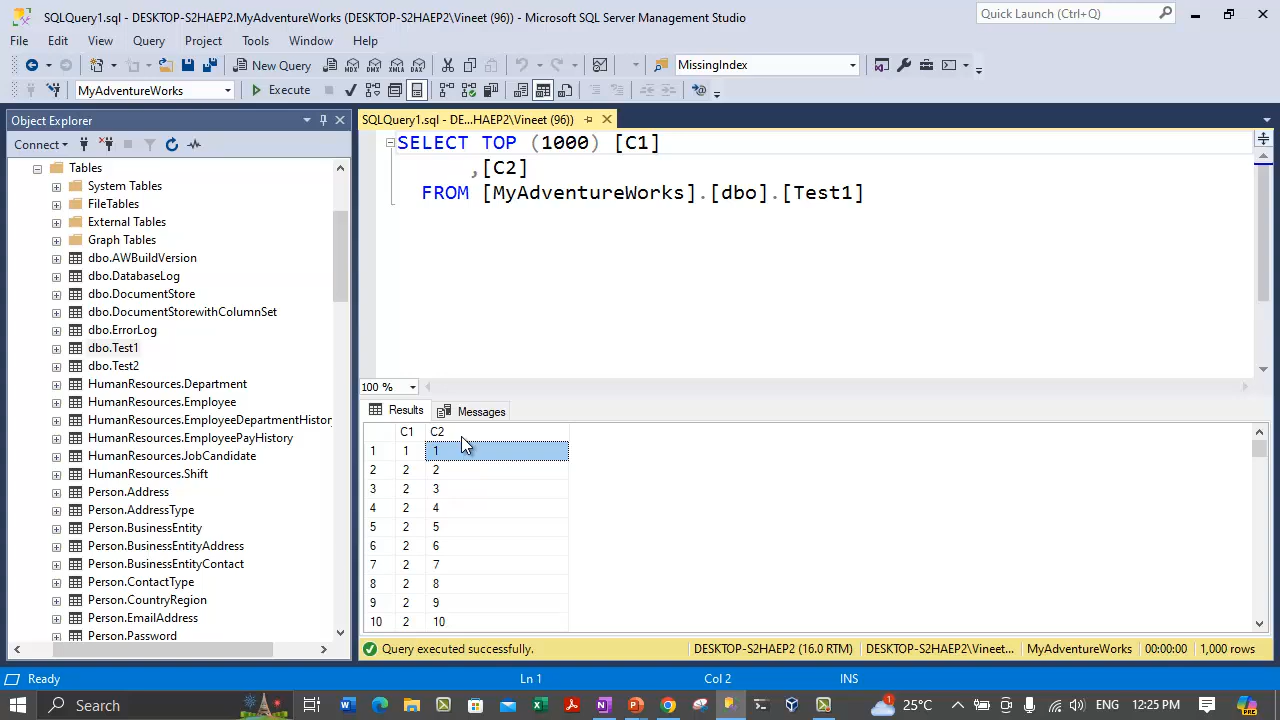 SQLQuery1.sql - DESKTOP-S2HAEP2.MyAdventureWorks (DESKTOP-S2HAEP2\Vineet (96)) - Microsoft SQL Server Management Studio
Quick Launch (Ctrl+Q)
File Edit View Query Project Tools Window Help
New Query
MDX DMX XMLA DAX
MissingIndex
MyAdventureWorks
Execute
Object Explorer
SQLQuery1.sql - DE...HAEP2\Vineet (96))
Connect
Tables
System Tables
FileTables
External Tables
Graph Tables
dbo.AWBuildVersion
dbo.DatabaseLog
dbo.DocumentStore
dbo.DocumentStorewithColumnSet
dbo.ErrorLog
dbo.Test1
dbo.Test2
HumanResources.Department
HumanResources.Employee
HumanResources.EmployeeDepartmentHistor
HumanResources.EmployeePayHistory
HumanResources.JobCandidate
HumanResources.Shift
Person.Address
Person.AddressType
Person.BusinessEntity
Person.BusinessEntityAddress
Person.BusinessEntityContact
Person.ContactType
Person.CountryRegion
Person.EmailAddress
Person.Password
SELECT TOP (1000) [C1]
,[C2]
FROM [MyAdventureWorks].[dbo].[Test1]
100 %
Results Messages
C1 C2
1 1 1
2 2 2
3 2 3
4 2 4
5 2 5
6 2 6
7 2 7
8 2 8
9 2 9
10 2 10
Query executed successfully. DESKTOP-S2HAEP2 (16.0 RTM) DESKTOP-S2HAEP2\Vineet... MyAdventureWorks 00:00:00 1,000 rows
Ready Ln 1 Col 2 INS
Search
1 25°C ENG 12:25 PM